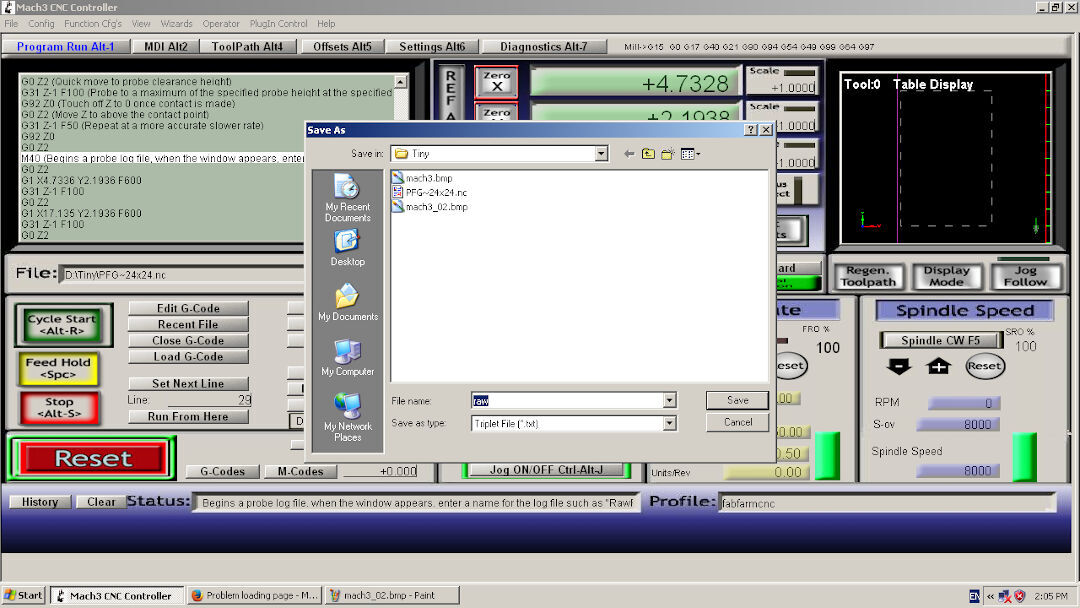 Mach3 CNC Controller
File Config Function Cfg's View Wizards Operator PlugIn Control Help
Program Run Alt-1 MDI Alt2 ToolPath Alt4 Offsets Alt5 Settings Alt6 Diagnostics Alt-7 Mill->G15 G0 G17 G40 G21 G90 G94 G54 G49 G99 G64 G97
G0 Z2 (Quick move to probe clearance height)
G31 Z-1 F100 (Probe to a maximum of the specified probe height at the specified
G92 Z0 (Touch off Z to 0 once contact is made)
G0 Z2 (Move Z to above the contact point)
G31 Z-1 F50 (Repeat at a more accurate slower rate)
G92 Z0
G0 Z2
M40 (Begins a probe log file, when the window appears, enter
G0 Z2
G1 X4.7336 Y2.1936 F600
G31 Z-1 F100
G0 Z2
G1 X17.135 Y2.1936 F600
G31 Z-1 F100
G0 Z2
REF A
Zero X +4.7328 Scale +1.0000
Zero +2.1938 Scale 1.0000
1.0000
Tool:0 Table Display
File: D:\Tiny\PFG~24x24.nc
Regen. Toolpath
Display Mode
Jog Follow
Save As
Save in: Tiny
mach3.bmp
PFG~24x24.nc
mach3_02.bmp
My Recent Documents
Desktop
My Documents
My Computer
My Network Places
File name: raw Save
Save as type: Triplet File (*.txt) Cancel
Cycle Start <Alt-R>
Feed Hold <Spc>
Stop <Alt-S>
Edit G-Code
Recent File
Close G-Code
Load G-Code
Set Next Line
Line: 29
Run From Here
Reset
G-Codes M-Codes +0.000
Jog ON/OFF Ctrl-Alt-J
FRO %
100
Units/Rev 0.00
Spindle Speed
Spindle CW F5
SRO %
100
Reset
RPM 0
S-ov 8000
Spindle Speed
8000
History Clear Status: Begins a probe log file, when the window appears, enter a name for the log file such as "Rawf Profile: fabfarmcnc
Start Mach3 CNC Controller Problem loading page - M... mach3_02.bmp - Paint EN « 2:05 PM